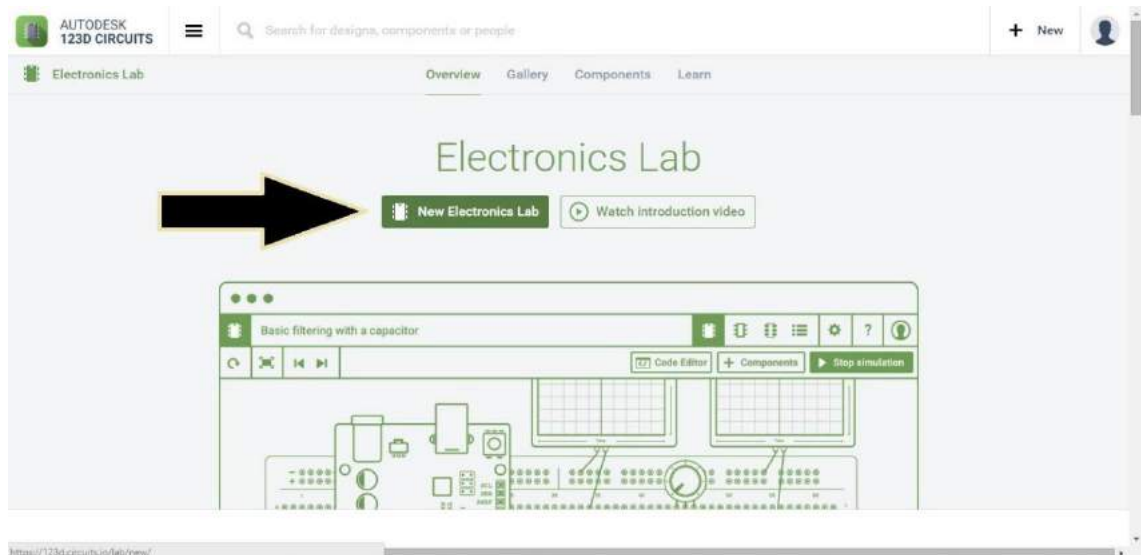 AUTODESK
123D CIRCUITS
Search for designs, components or people
+ New
Electronics Lab
Overview Gallery Components Learn
Electronics Lab
New Electronics Lab
Watch introduction video
Basic filtering with a capacitor
?
Code Editor
+ Components
Stop simulation
https://123d.circuits.io/lab/new/